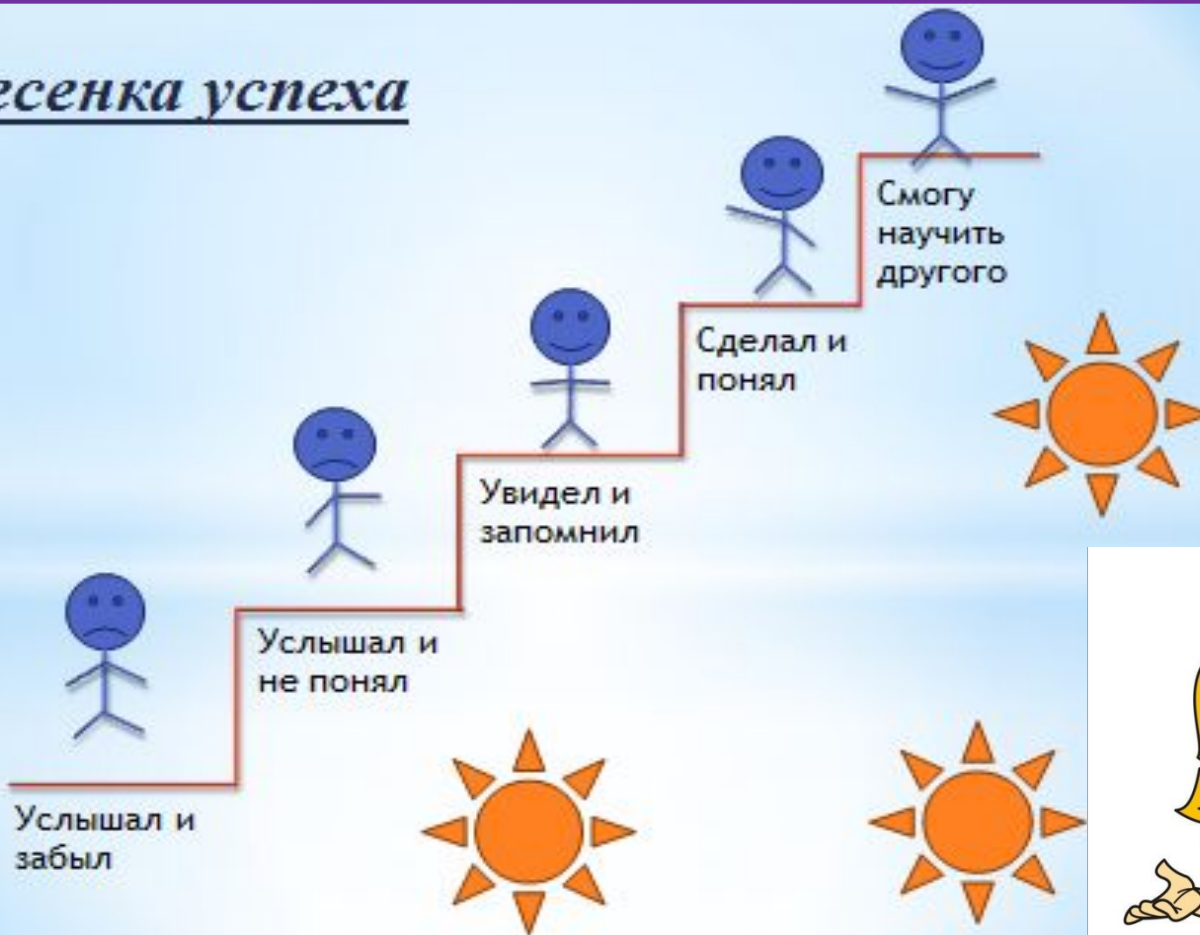 есенка успеха
Смогу
научить
другого
Сделал и
понял
Увидел и
запомнил
Услышал и
не понял
Услышал и
забыл